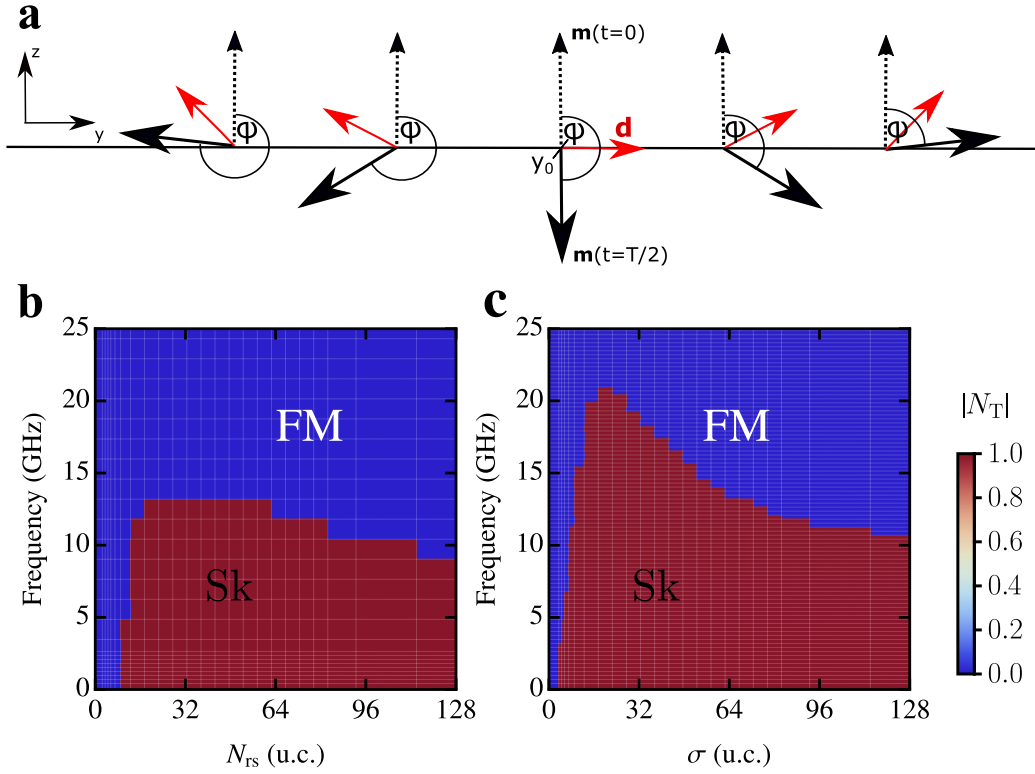 a
z
y
m(t=0)
φ φ φ φ φ
d
y₀
m(t=T/2)
b
c
25
20
15
10
5
0
Frequency (GHz)
FM
Sk
0 32 64 96 128
N_rs (u.c.)
25
20
15
10
5
0
Frequency (GHz)
FM
Sk
0 32 64 96 128
σ (u.c.)
|N_T|
1.0
0.8
0.6
0.4
0.2
0.0